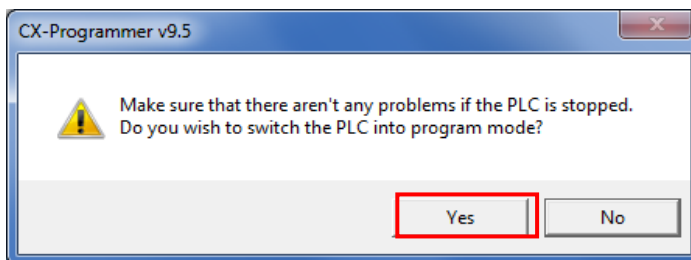 CX-Programmer v9.5
Make sure that there aren't any problems if the PLC is stopped.
Do you wish to switch the PLC into program mode?
Yes
No